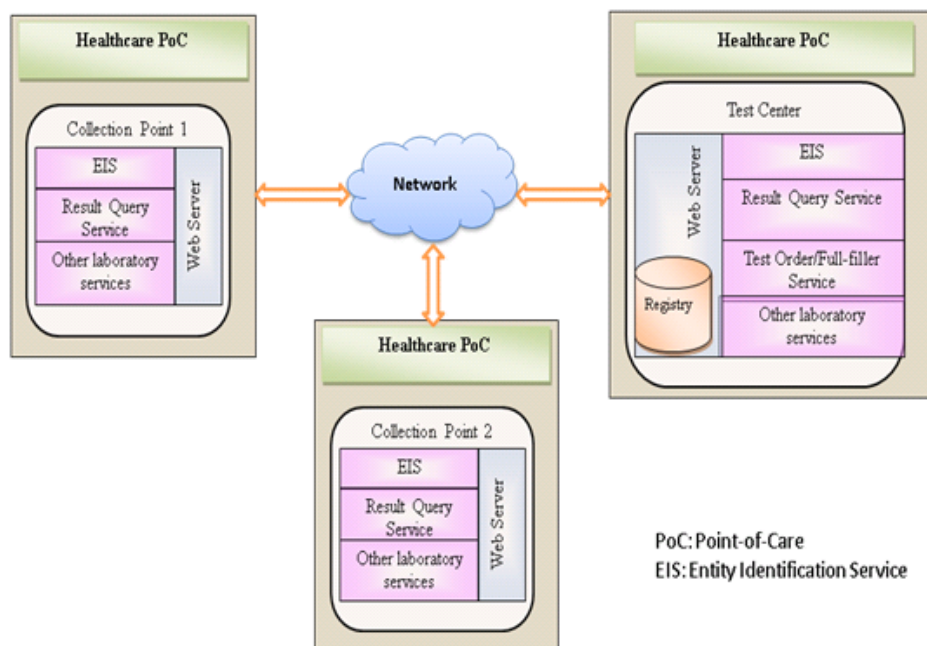 Healthcare PoC
Collection Point 1
EIS
Result Query
Service
Other laboratory
services
Web Server
Network
Healthcare PoC
Test Center
Web Server
Registry
EIS
Result Query Service
Test Order/Full-filler
Service
Other laboratory
services
Healthcare PoC
Collection Point 2
EIS
Result Query
Service
Other laboratory
services
Web Server
PoC: Point-of-Care
EIS: Entity Identification Service